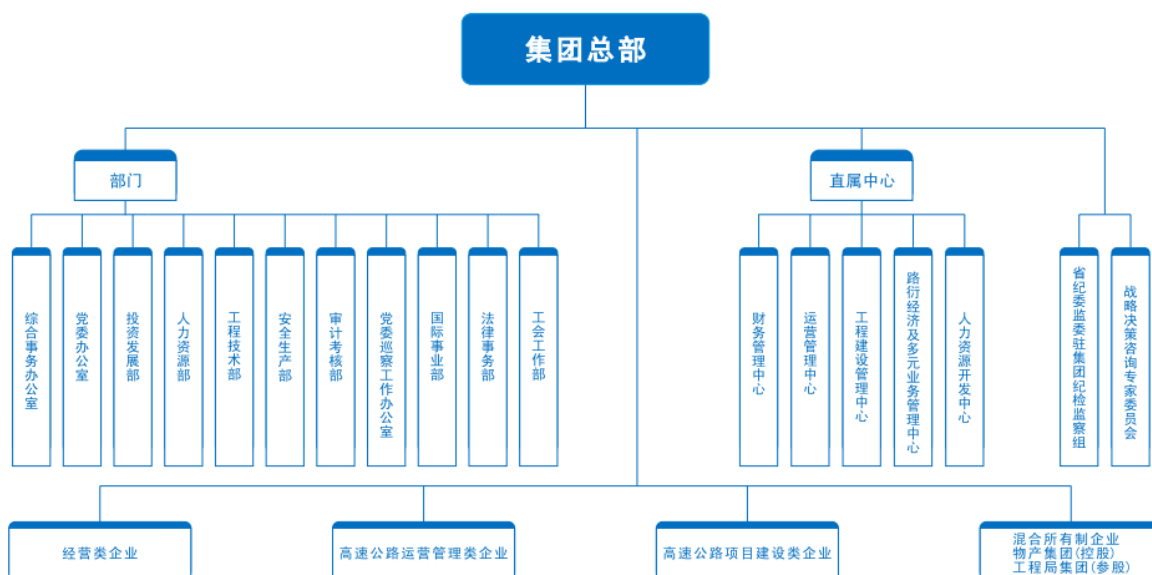 集团总部
部门
直属中心
综合事务办公室
党委办公室
投资发展部
人力资源部
工程技术部
安全生产部
审计考核部
党委巡察工作办公室
国际事业部
法律事务部
工会工作部
财务管理中心
运营管理中心
工程建设管理中心
路衍经济及多元业务管理中心
人力资源开发中心
省纪委监委驻集团纪检监察组
战略决策咨询专家委员会
经营类企业
高速公路运营管理类企业
高速公路项目建设类企业
混合所有制企业
物产集团(控股)
工程局集团(参股)